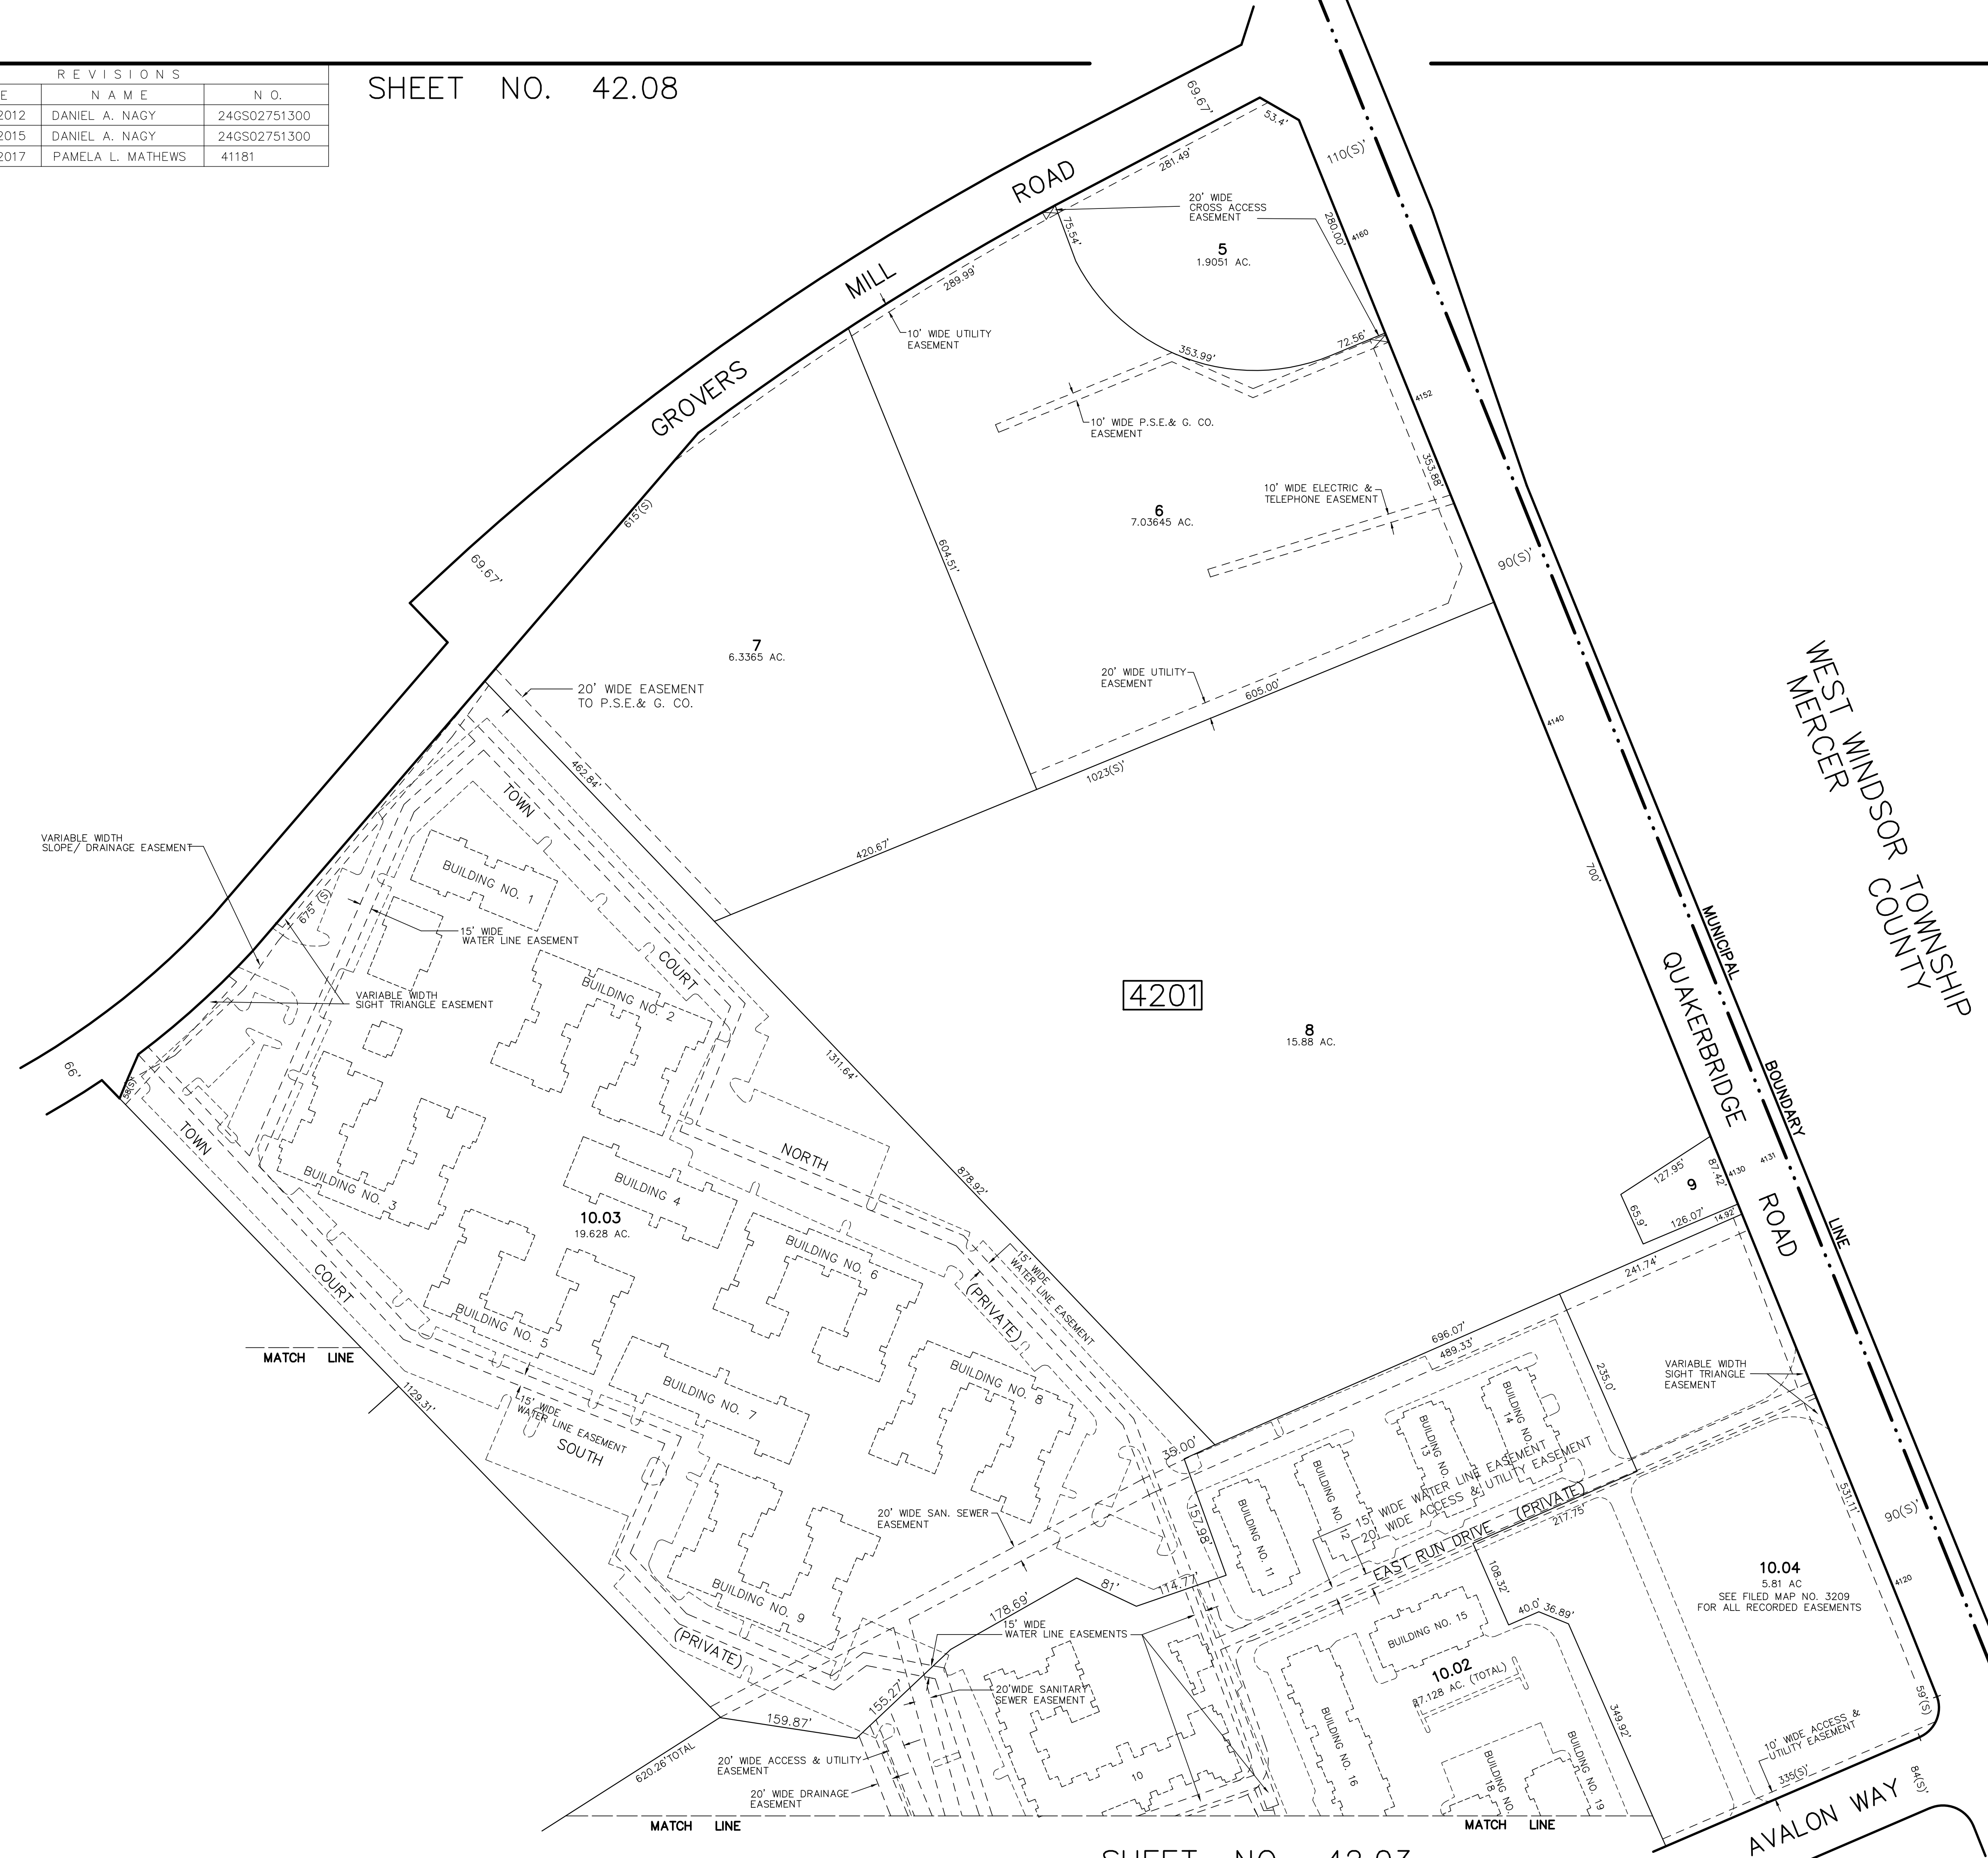 REVISIONS
E NAME NO.
2012 DANIEL A. NAGY 24GS02751300
2015 DANIEL A. NAGY 24GS02751300
2017 PAMELA L. MATHEWS 41181
SHEET NO. 42.08
69.67'
53.4'
110(S)'
281.49'
GROVERS MILL ROAD
20' WIDE
CROSS ACCESS
EASEMENT
75.54'
280.00'
4160
5
1.9051 AC.
289.99'
10' WIDE UTILITY
EASEMENT
353.99'
72.56'
4152
10' WIDE P.S.E.& G. CO.
EASEMENT
353.88'
10' WIDE ELECTRIC &
TELEPHONE EASEMENT
6
7.03645 AC.
615'(S)
604.51'
69.67'
90(S)'
7
6.3365 AC.
20' WIDE EASEMENT
TO P.S.E.& G. CO.
20' WIDE UTILITY
EASEMENT
605.00'
WEST WINDSOR TOWNSHIP
MERCER COUNTY
4140
1023(S)'
462.84'
TOWN
COURT
NORTH
(PRIVATE)
420.67'
700'
VARIABLE WIDTH
SLOPE/ DRAINAGE EASEMENT
BUILDING NO. 1
675' (S)
15' WIDE
WATER LINE EASEMENT
MUNICIPAL BOUNDARY LINE
QUAKERBRIDGE ROAD
VARIABLE WIDTH
SIGHT TRIANGLE EASEMENT
BUILDING NO. 2
4201
8
15.88 AC.
1311.64'
66'
58(S)'
TOWN
COURT
SOUTH
(PRIVATE)
BUILDING NO. 3
BUILDING 4
878.92'
127.95'
87.42'
4130
4131
9
65.9'
126.07'
14.92'
10.03
19.628 AC.
BUILDING NO. 6
15' WIDE
WATER LINE EASEMENT
241.74'
BUILDING NO. 5
696.07'
489.33'
MATCH LINE
BUILDING NO. 7
BUILDING NO. 8
235.0'
VARIABLE WIDTH
SIGHT TRIANGLE
EASEMENT
1129.31'
15' WIDE
WATER LINE EASEMENT
BUILDING NO.
14
BUILDING NO.
13
35.00'
15' WIDE WATER LINE EASEMENT
20' WIDE ACCESS & UTILITY EASEMENT
BUILDING NO. 12
BUILDING NO. 11
157.98'
20' WIDE SAN. SEWER
EASEMENT
EAST RUN DRIVE (PRIVATE)
217.75'
531.11'
90(S)'
BUILDING NO. 9
114.77'
81'
178.69'
108.32'
10.04
5.81 AC
SEE FILED MAP NO. 3209
FOR ALL RECORDED EASEMENTS
4120
40.0'
36.89'
15' WIDE
WATER LINE EASEMENTS
BUILDING NO. 15
10.02
37.128 AC. (TOTAL)
20'WIDE SANITARY
SEWER EASEMENT
155.27'
159.87'
59'(S)
349.92'
620.26'TOTAL
20' WIDE ACCESS & UTILITY
EASEMENT
20' WIDE DRAINAGE
EASEMENT
10
BUILDING NO. 16
BUILDING NO.
18
BUILDING NO. 19
10' WIDE ACCESS &
UTILITY EASEMENT
335(S)'
84(S)'
MATCH LINE
MATCH LINE
AVALON WAY
SHEET NO. 42.03